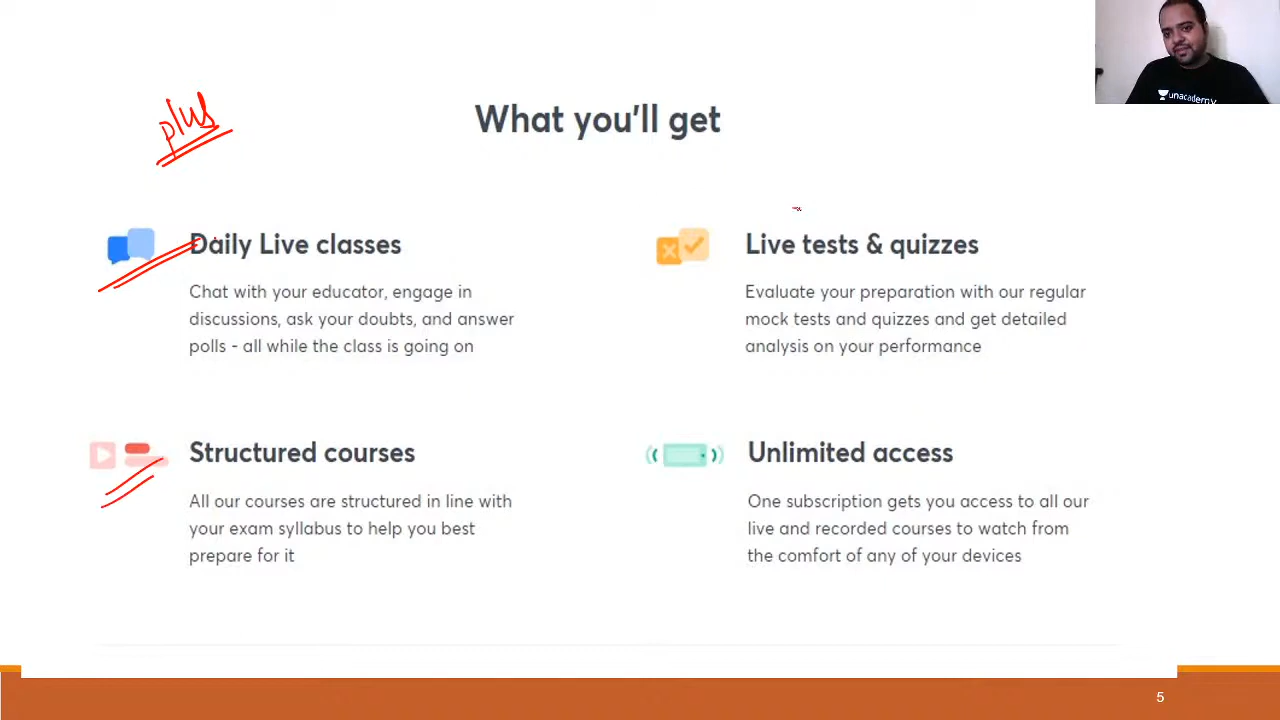 unacademy
plus
What you'll get
Daily Live classes
Chat with your educator, engage in
discussions, ask your doubts, and answer
polls - all while the class is going on
Live tests & quizzes
Evaluate your preparation with our regular
mock tests and quizzes and get detailed
analysis on your performance
Structured courses
All our courses are structured in line with
your exam syllabus to help you best
prepare for it
Unlimited access
One subscription gets you access to all our
live and recorded courses to watch from
the comfort of any of your devices
5